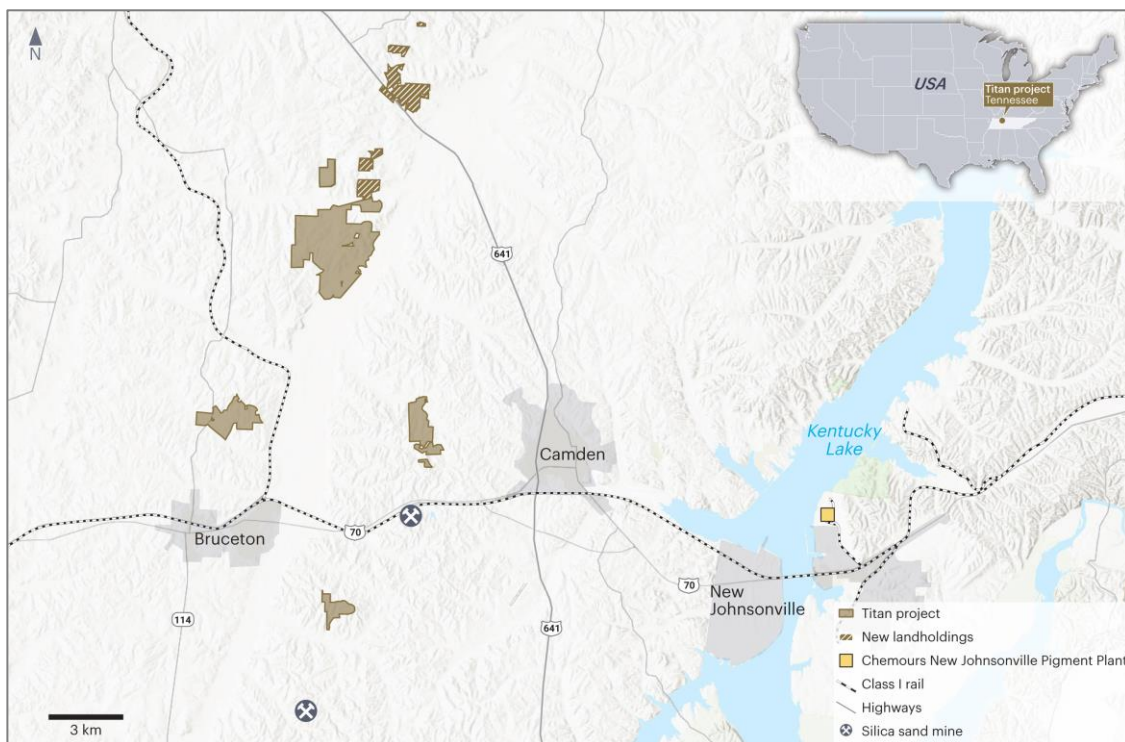 N
USA
Titan project
Tennessee
641
Kentucky
Lake
Camden
Bruceton
70
70
New
Johnsonville
114
641
3 km
Titan project
New landholdings
Chemours New Johnsonville Pigment Plant
Class I rail
Highways
Silica sand mine